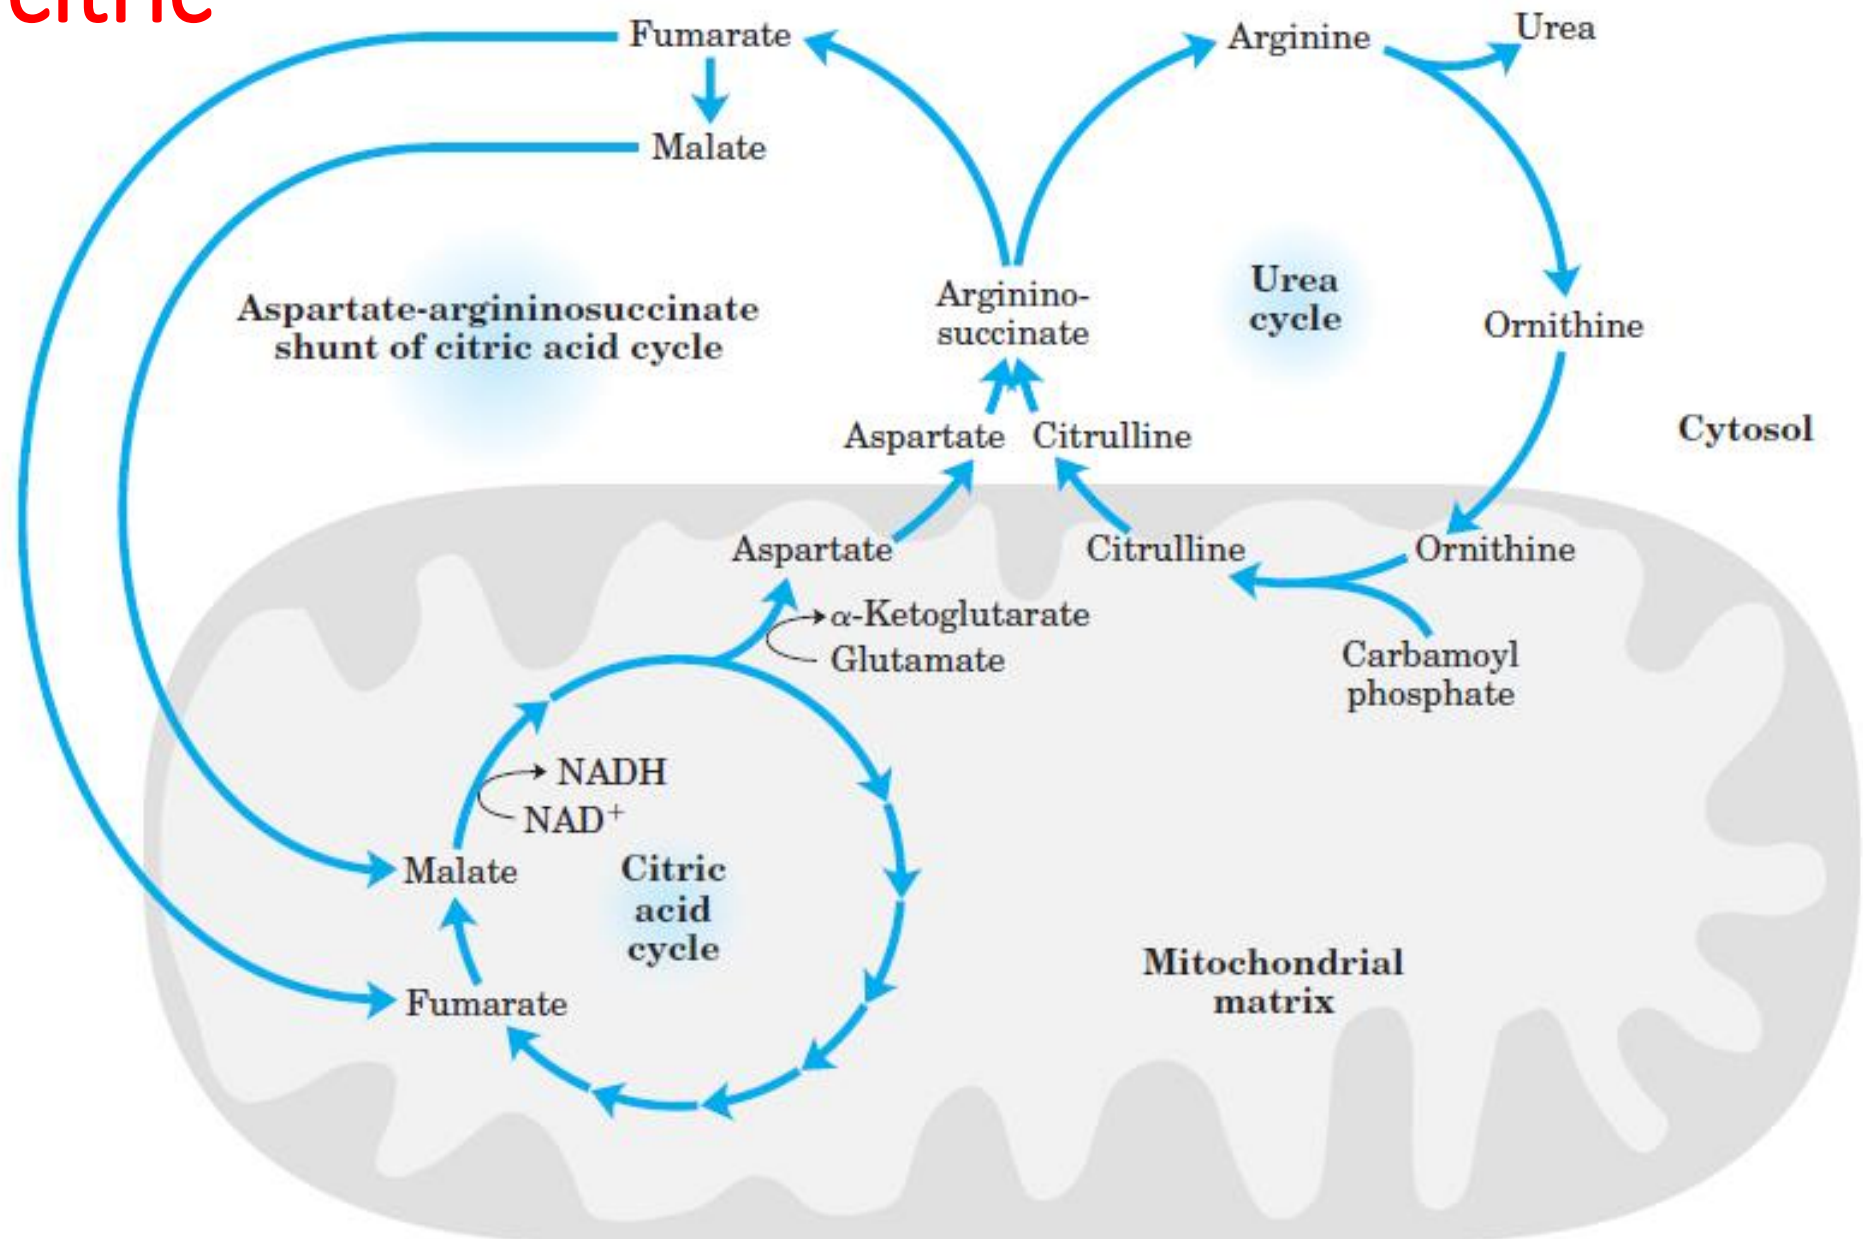 citric
Fumarate
Arginine
Urea
Malate
Aspartate-argininosuccinate
shunt of citric acid cycle
Arginino-
succinate
Urea
cycle
Ornithine
Aspartate
Citrulline
Cytosol
Aspartate
Citrulline
Ornithine
α-Ketoglutarate
Glutamate
Carbamoyl
phosphate
NADH
NAD+
Malate
Citric
acid
cycle
Fumarate
Mitochondrial
matrix